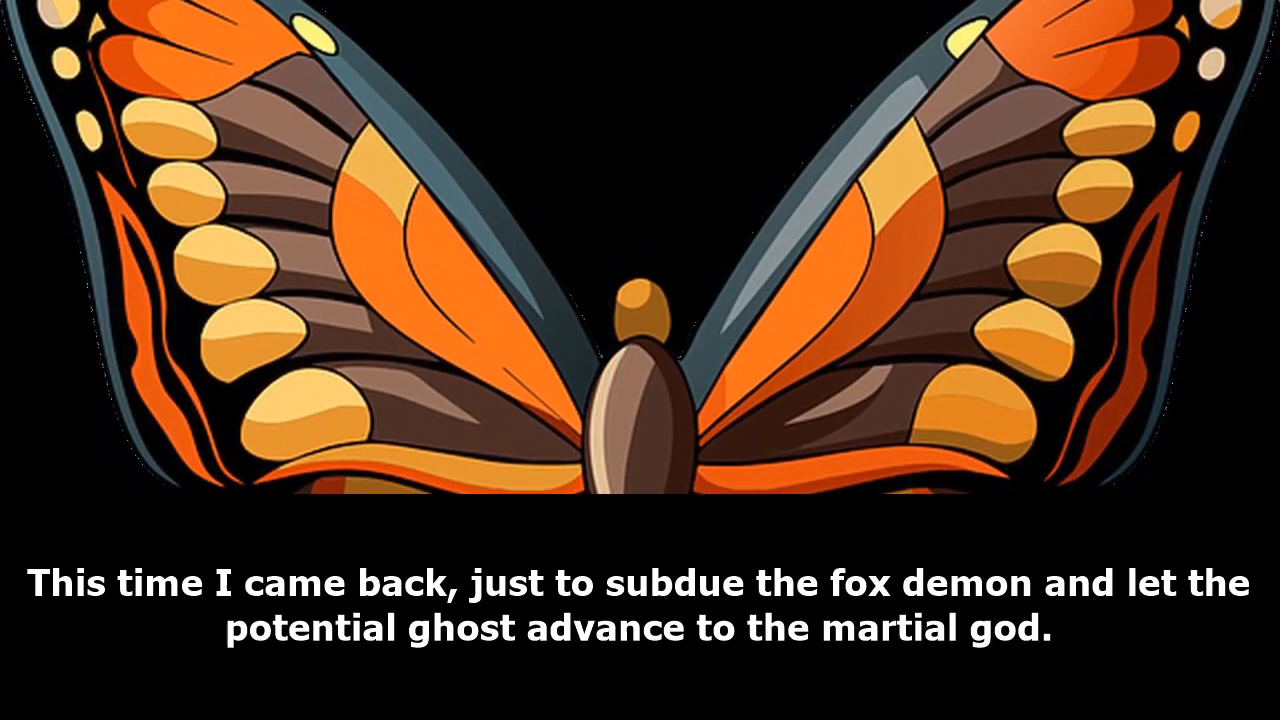 This time I came back, just to subdue the fox demon and let the
potential ghost advance to the martial god.